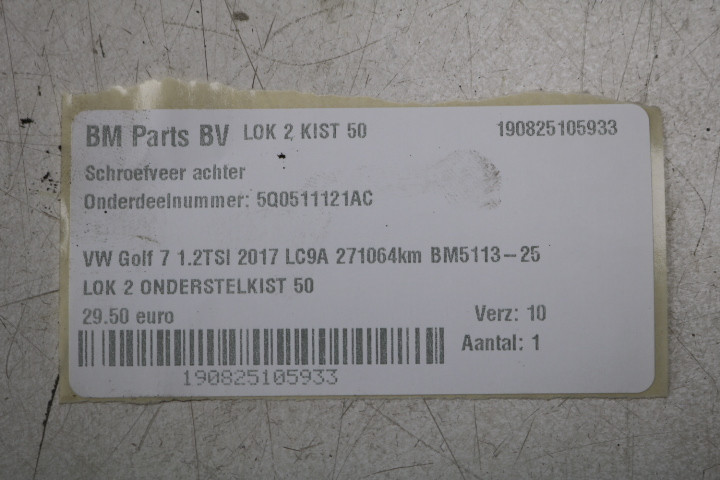 BM Parts BV LOK 2 KIST 50 190825105933
Schroefveer achter
Onderdeelnummer: 5Q0511121AC
VW Golf 7 1.2TSI 2017 LC9A 271064km BM5113-25
LOK 2 ONDERSTELKIST 50
29.50 euro Verz: 10
Aantal: 1
190825105933